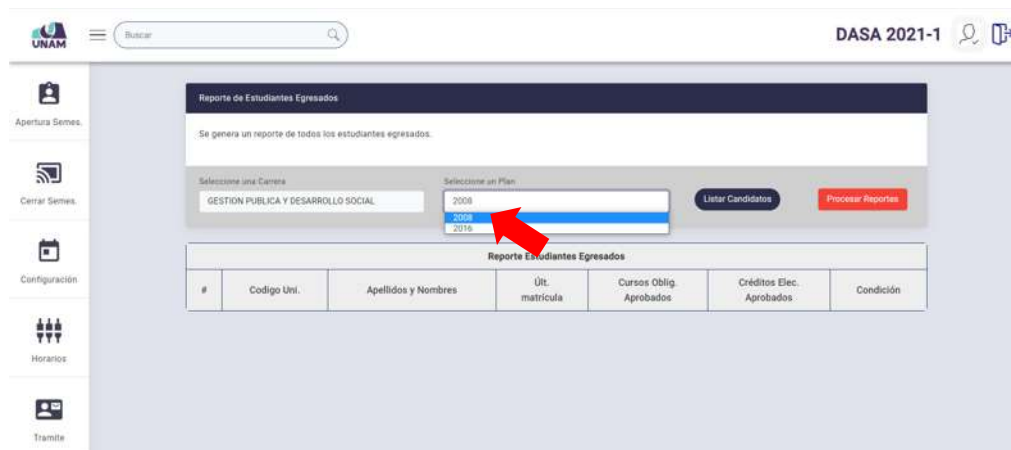 UNAM
Buscar
DASA 2021-1
Apertura Semes.
Cerrar Semes.
Configuración
Horarios
Tramite
Reporte de Estudiantes Egresados
Se genera un reporte de todos los estudiantes egresados.
Seleccione una Carrera
Seleccione un Plan
GESTION PUBLICA Y DESARROLLO SOCIAL
2008
2008
2016
Listar Candidatos
Procesar Reportes
Reporte Estudiantes Egresados
#
Codigo Uni.
Apellidos y Nombres
Últ.
matrícula
Cursos Oblig.
Aprobados
Créditos Elec.
Aprobados
Condición